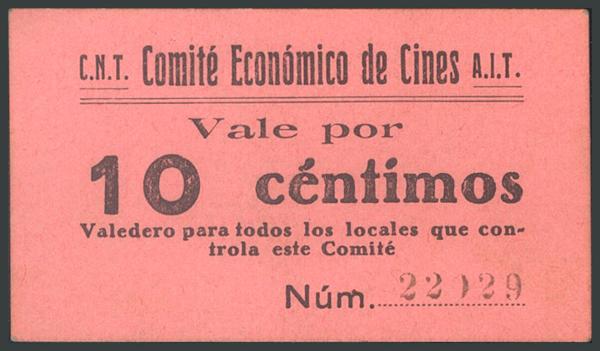 C.N.T. Comité Económico de Cines A.I.T.
Vale por
10 céntimos
Valedero para todos los locales que con-
trola este Comité
Núm. 22029